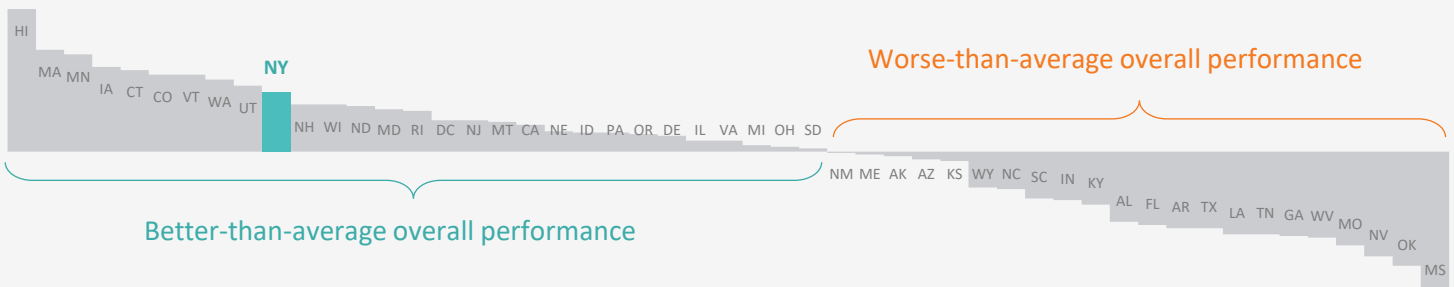 HI
MA MN IA CT CO VT WA UT NY NH WI ND MD RI DC NJ MT CA NE ID PA OR DE IL VA MI OH SD
Worse-than-average overall performance
NM ME AK AZ KS WY NC SC IN KY AL FL AR TX LA TN GA WV MO NV OK MS
Better-than-average overall performance